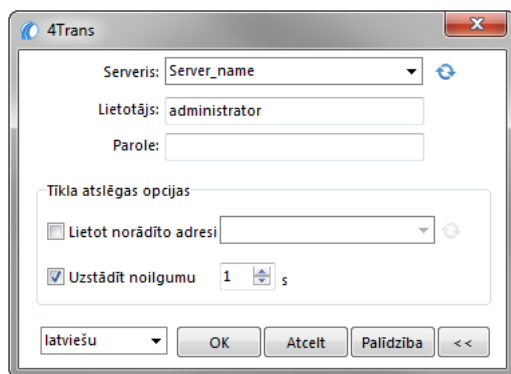 4Trans
Serveris: Server_name
Lietotājs: administrator
Parole:
Tīkla atslēgas opcijas
Lietot norādīto adresi
Uzstādīt noilgumu 1 s
latviešu OK Atcelt Palīdzība <<